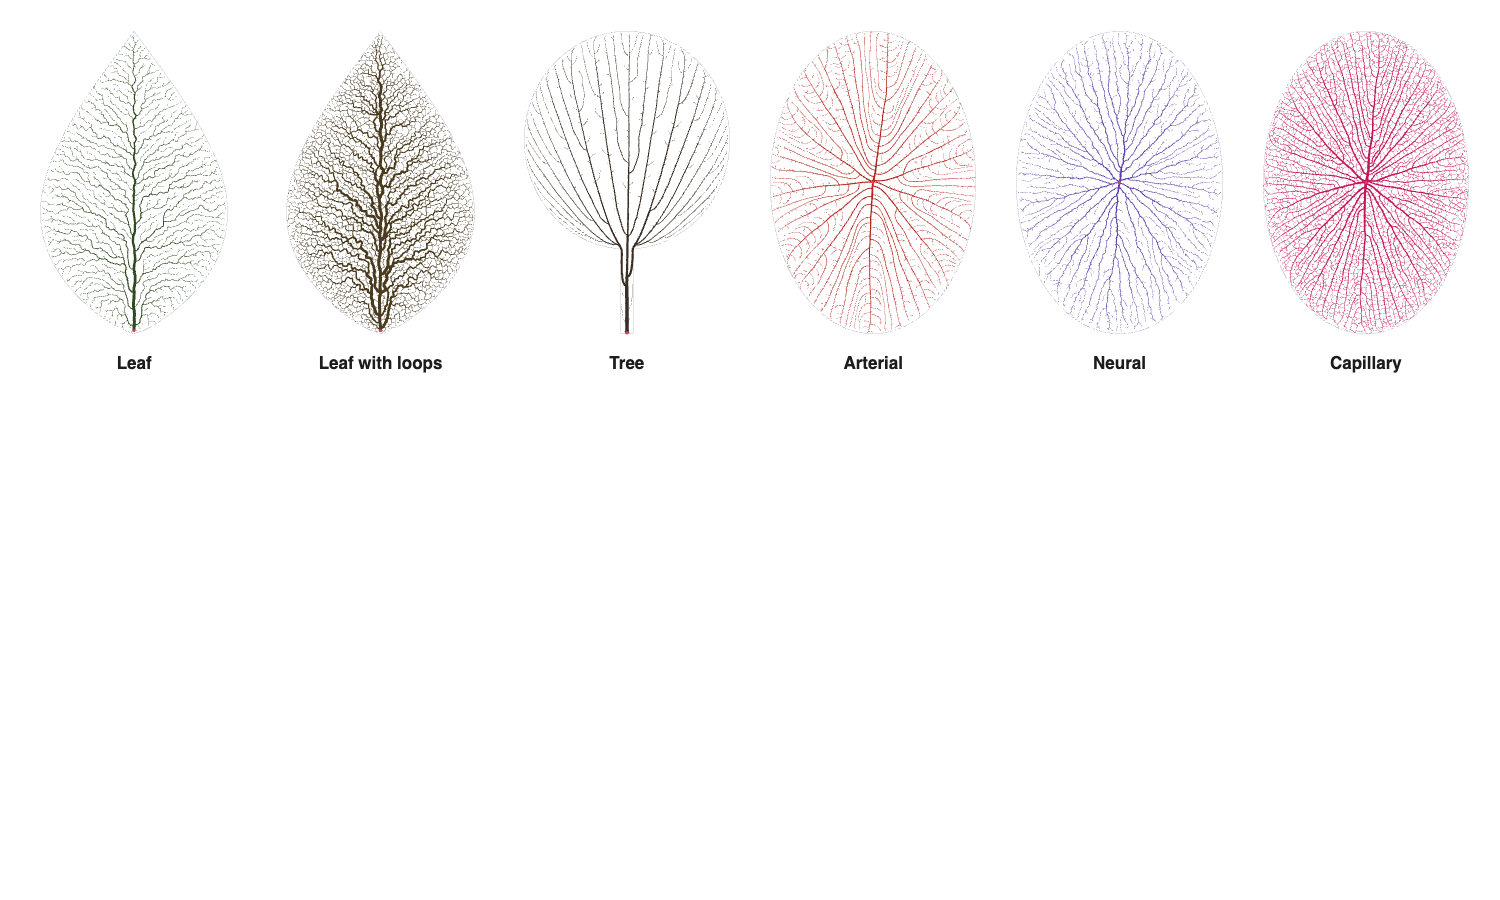 Leaf
Leaf with loops
Tree
Arterial
Neural
Capillary